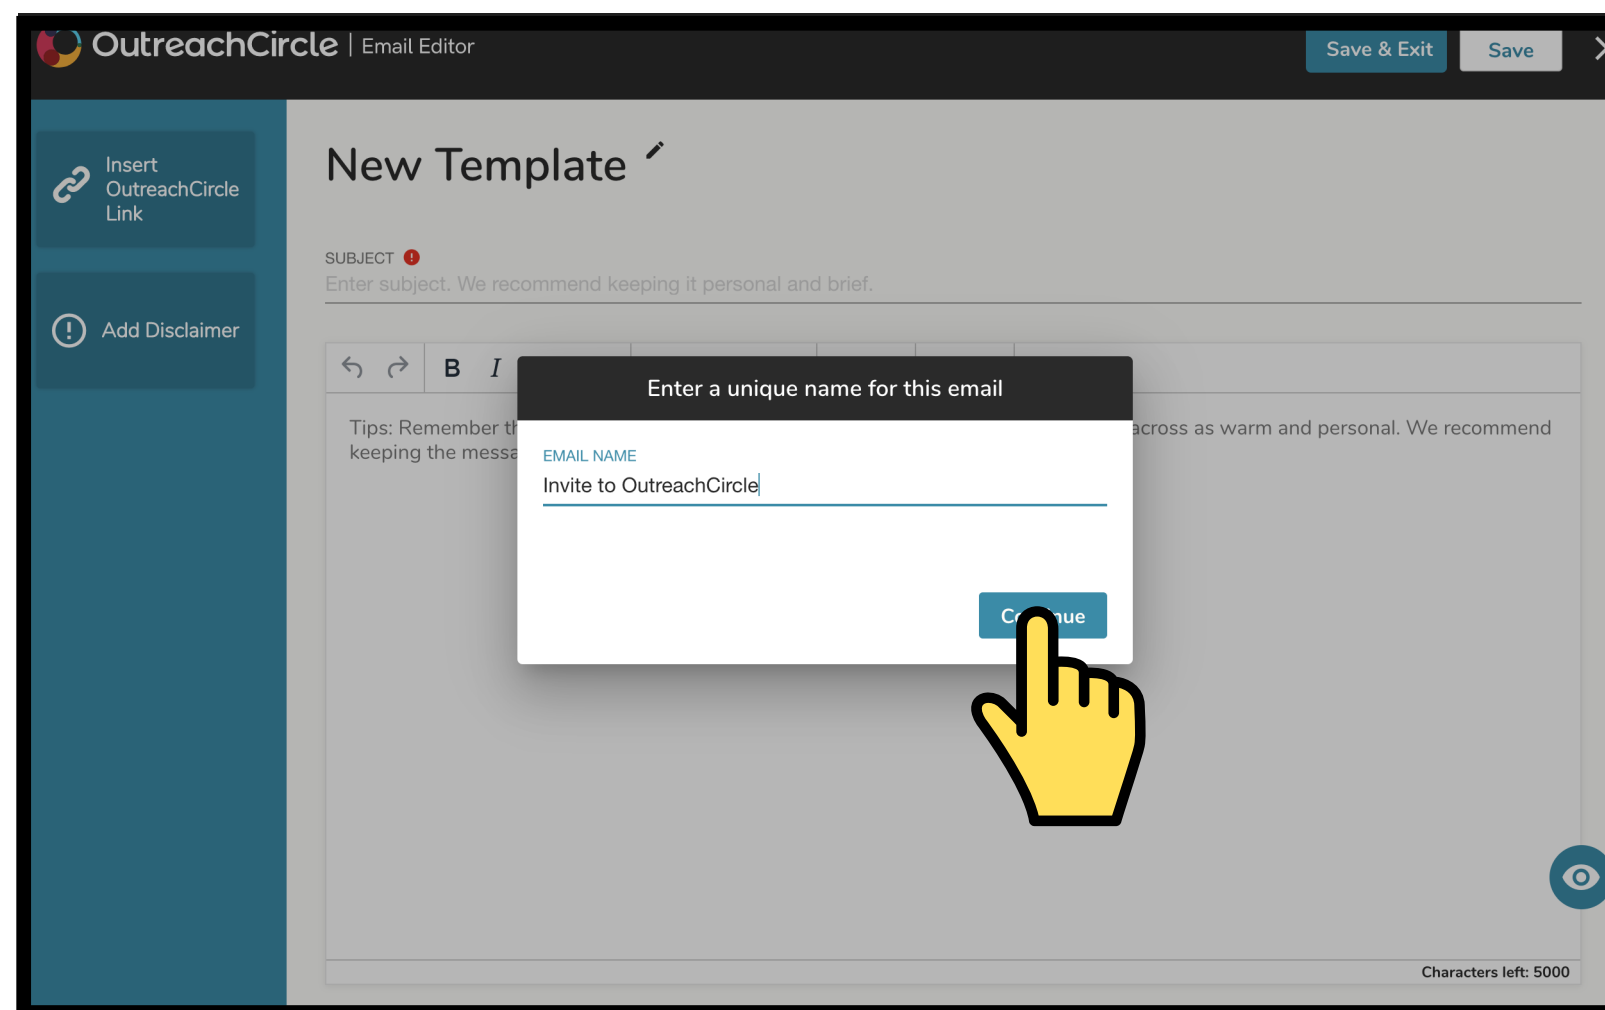 OutreachCircle | Email Editor
Save & Exit
Save
Insert
OutreachCircle
Link
Add Disclaimer
New Template
SUBJECT
Enter subject. We recommend keeping it personal and brief.
B I
Tips: Remember
across as warm and personal. We recommend
keeping the
Enter a unique name for this email
EMAIL NAME
Invite to OutreachCircle
Continue
Characters left: 5000